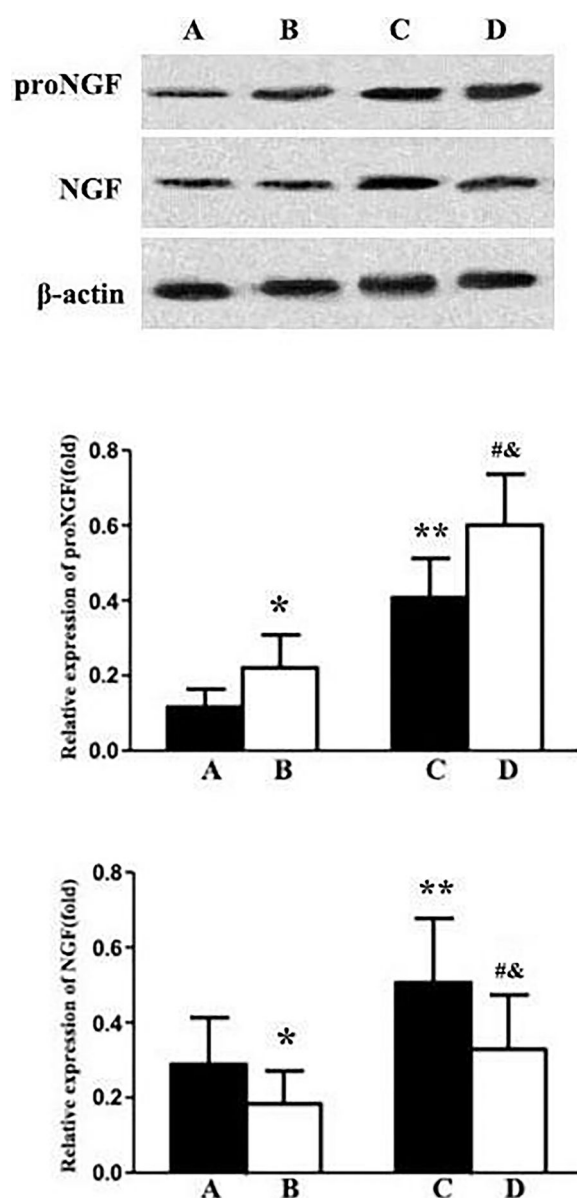 A B C D
proNGF
NGF
β-actin
Relative expression of proNGF(fold)
0.8
0.6
0.4
0.2
0.0
*
**
#&
A B C D
Relative expression of NGF(fold)
0.8
0.6
0.4
0.2
0.0
*
**
#&
A B C D